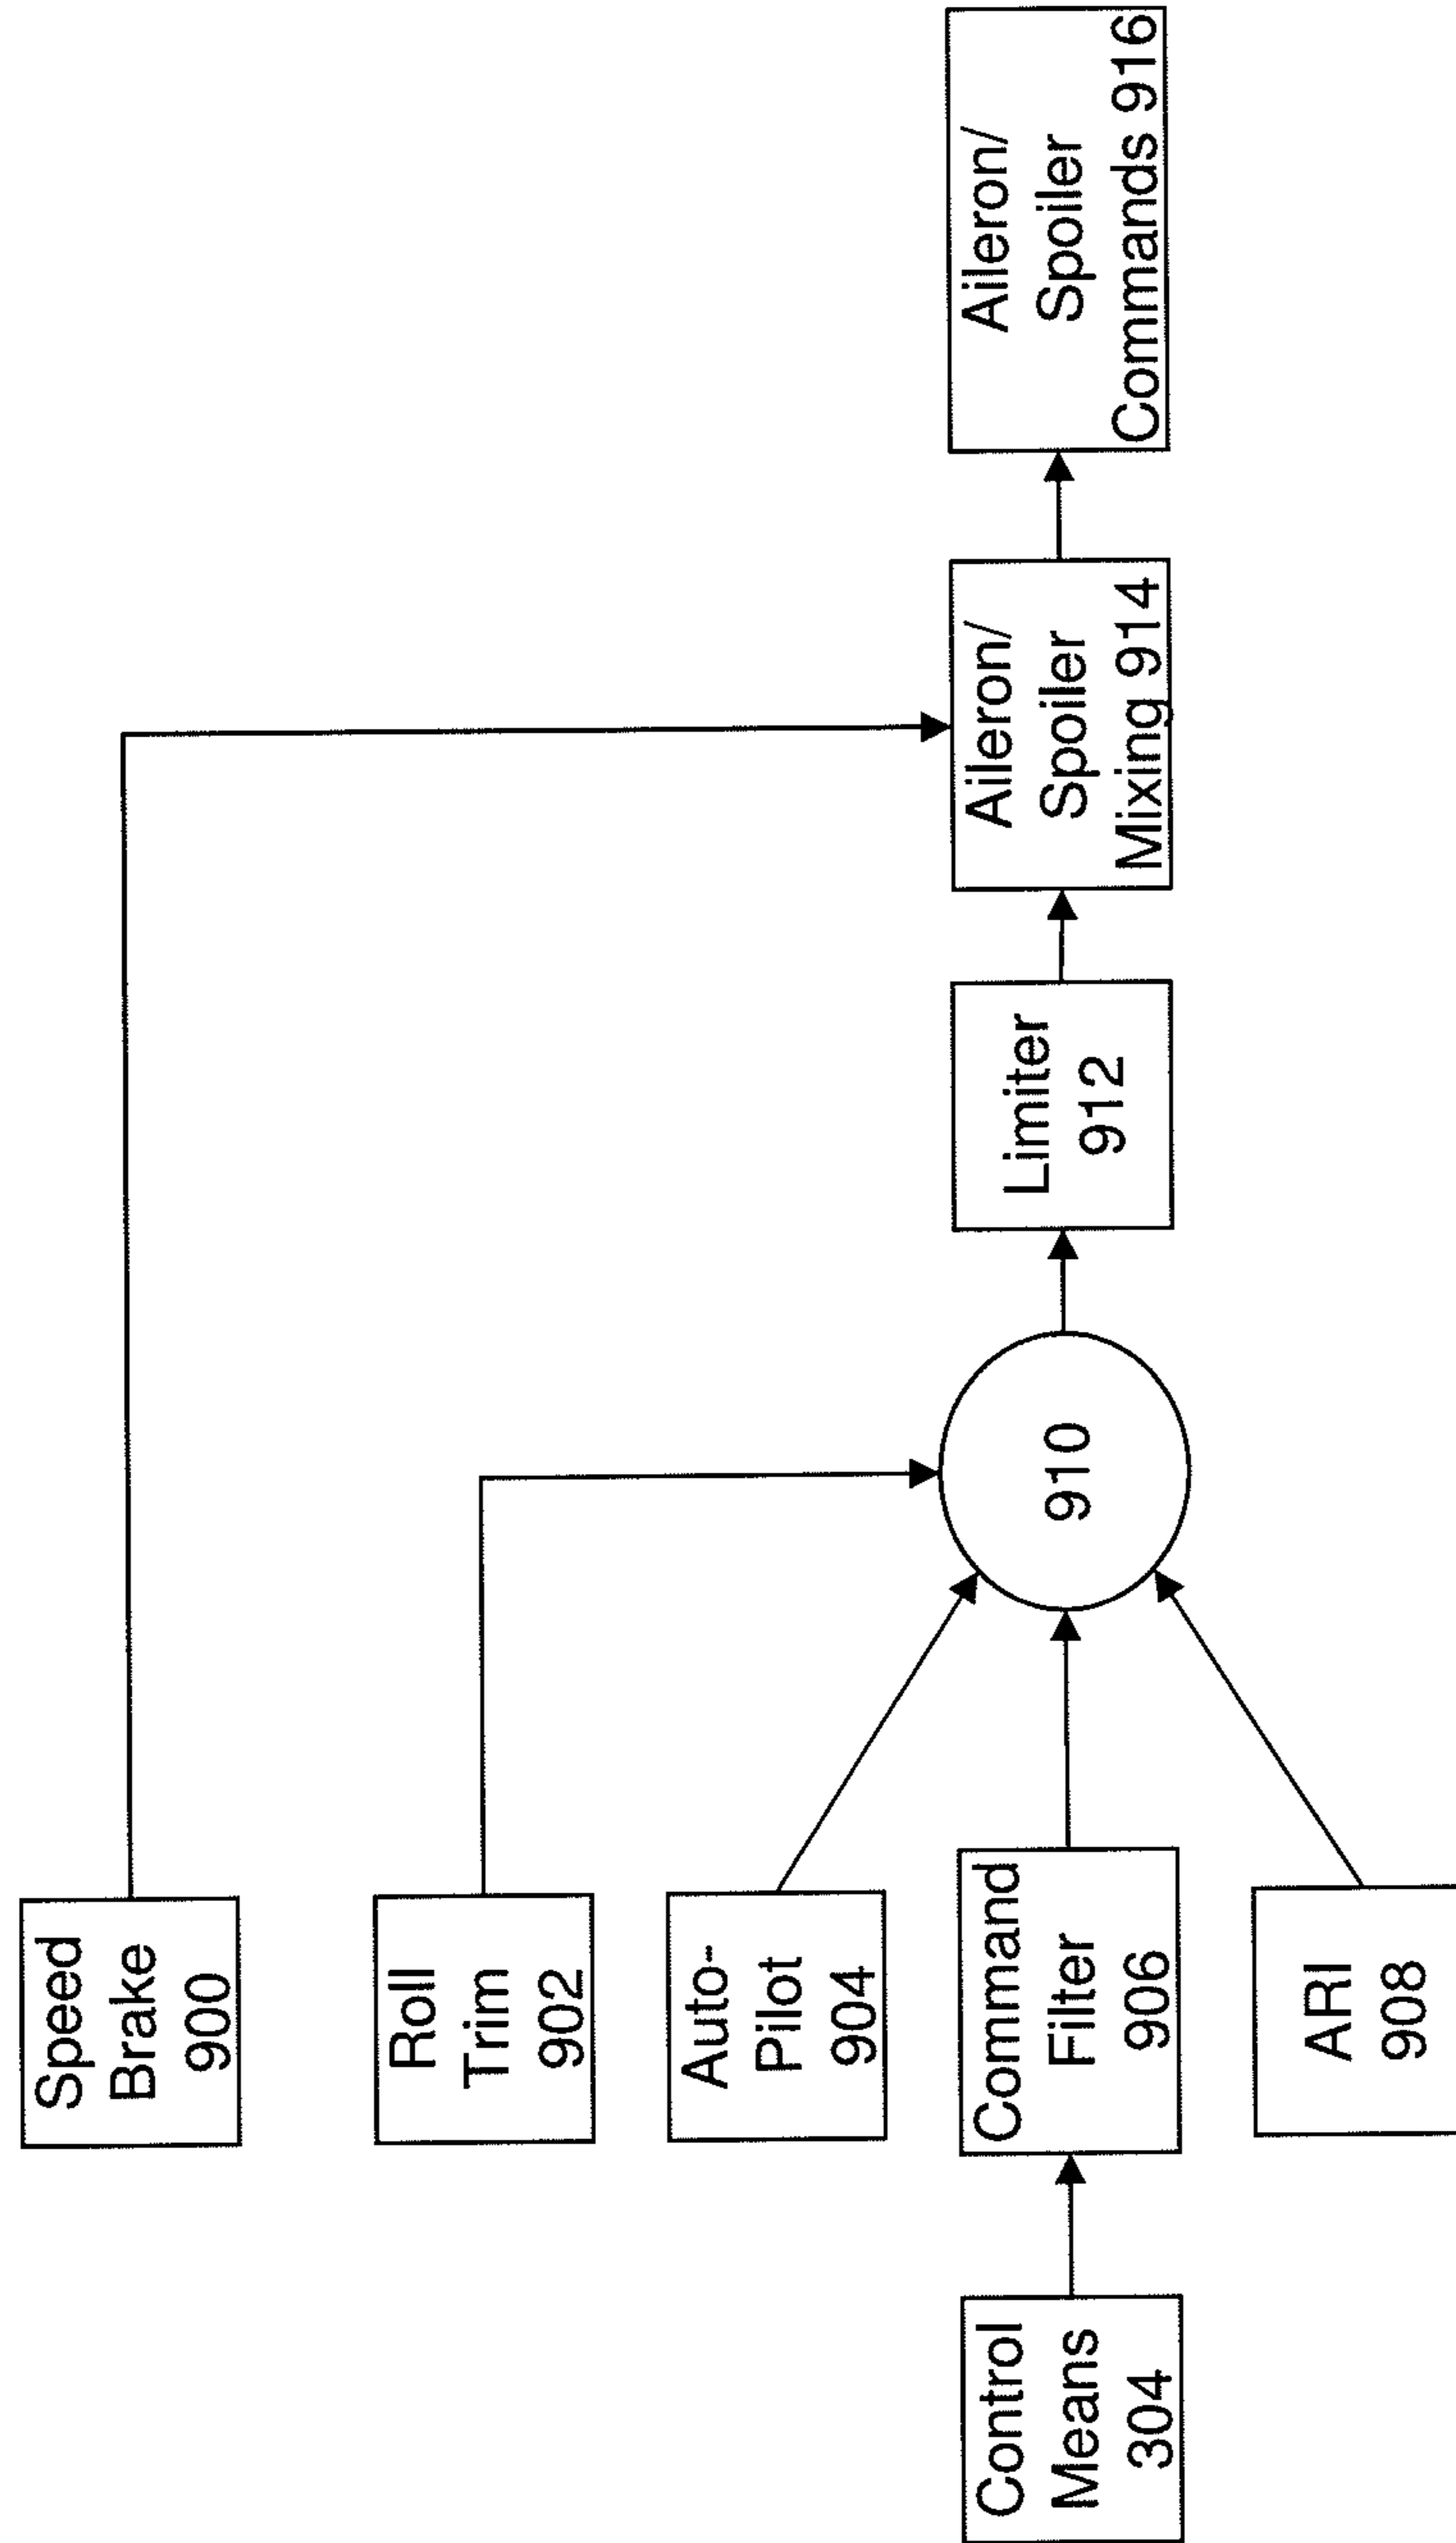 Speed
Brake
900
Roll
Trim
902
Auto-
Pilot
904
Control
Means
304
Command
Filter
906
ARI
908
910
Limiter
912
Aileron/
Spoiler
Mixing 914
Aileron/
Spoiler
Commands 916